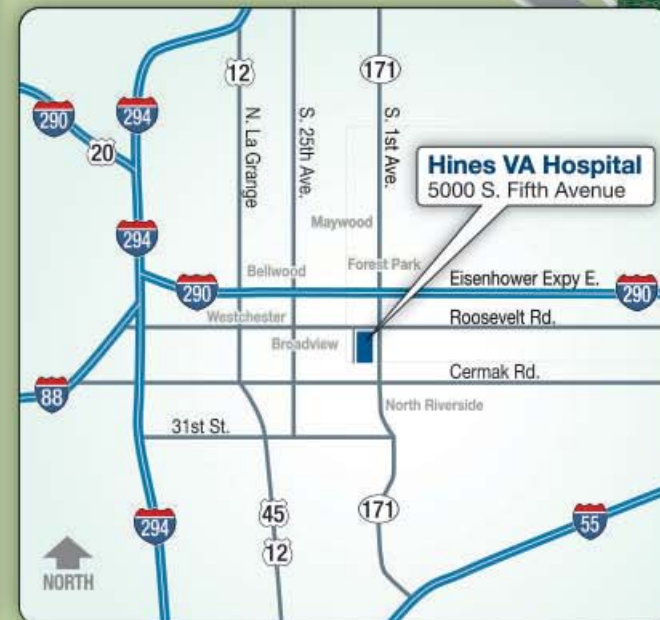 12
171
290
294
20
N. La Grange
S. 25th Ave.
S. 1st Ave.
Hines VA Hospital
5000 S. Fifth Avenue
Maywood
294
Bellwood
Forest Park
Eisenhower Expy E.
290
290
Westchester
Roosevelt Rd.
Broadview
Cermak Rd.
88
North Riverside
31st St.
294
45
12
171
55
NORTH